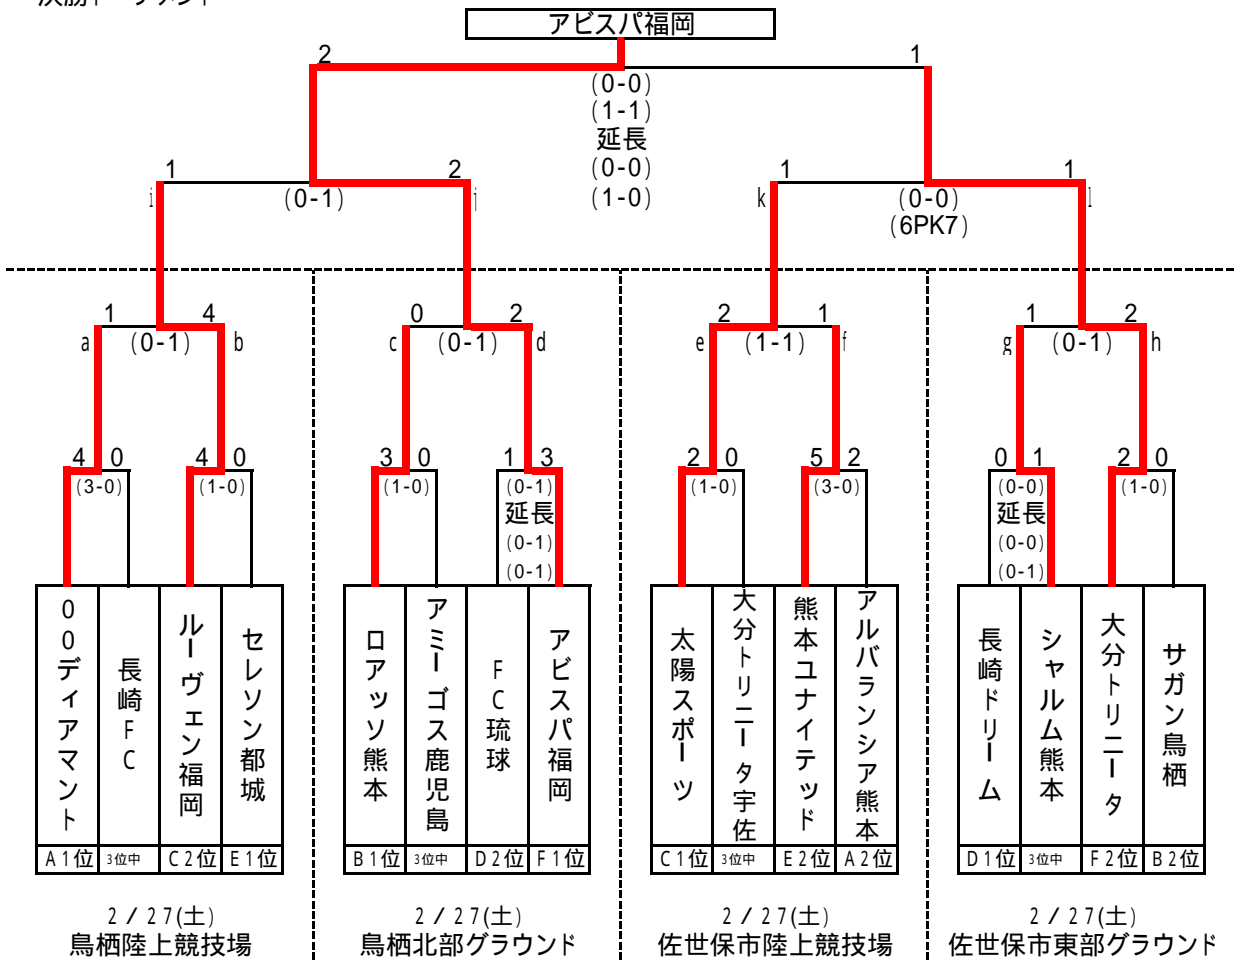 アビスパ福岡
2 1
(0-0)
(1-1)
延長
(0-0)
(1-0)
1 2 1 1
i (0-1) j k (0-0) l
(6PK7)
1 4 0 2 2 1 1 2
a (0-1) b c (0-1) d e (1-1) f g (0-1) h
4 0 4 0 3 0 1 3 2 0 5 2 0 1 2 0
(3-0) (1-0) (1-0) (0-1) (1-0) (3-0) (0-0) (1-0)
延長 延長
(0-1) (0-0)
(0-1) (0-1)
OOディアマント
長崎FC
ルーヴェン福岡
セレソン都城
ロアッソ熊本
アミーゴス鹿児島
FC琉球
アビスパ福岡
太陽スポーツ
大分トリニータ宇佐
熊本ユナイテッド
アルバランシア熊本
長崎ドリーム
シャルム熊本
大分トリニータ
サガン鳥栖
A1位 3位中 C2位 E1位 B1位 3位中 D2位 F1位 C1位 3位中 E2位 A2位 D1位 3位中 F2位 B2位
2/27(土) 2/27(土) 2/27(土) 2/27(土)
鳥栖陸上競技場 鳥栖北部グラウンド 佐世保市陸上競技場 佐世保市東部グラウンド